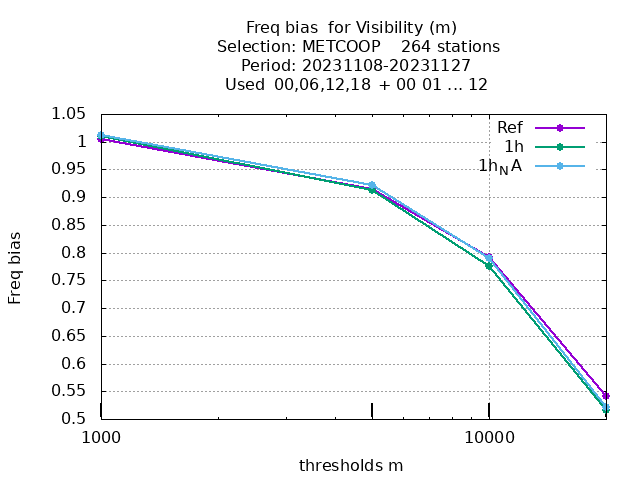 Freq bias for Visibility (m)
Selection: METCOOP 264 stations
Period: 20231108-20231127
Used 00,06,12,18 + 00 01 ... 12
1.05
1
0.95
0.9
0.85
0.8
0.75
0.7
0.65
0.6
0.55
0.5
Freq bias
Ref
1h
1hNA
1000
10000
thresholds m